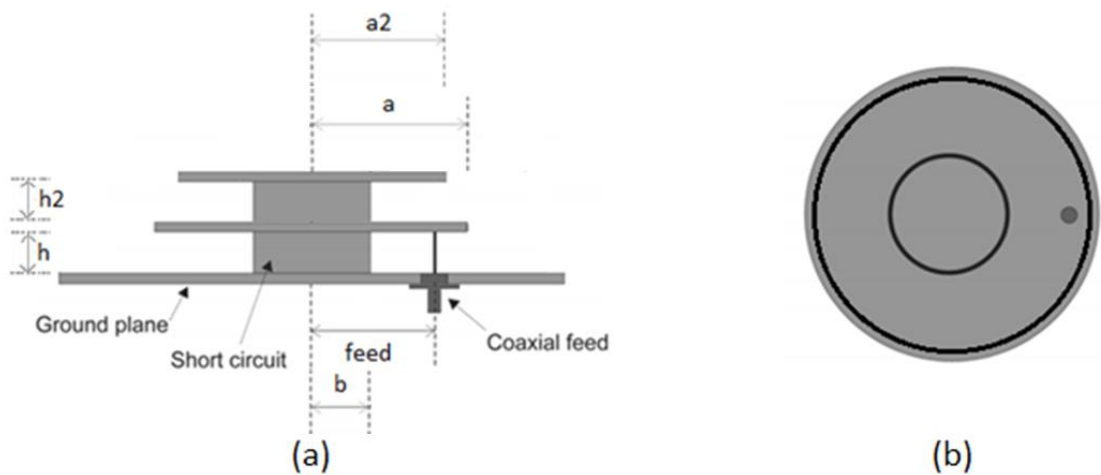 a2
a
h2
h
Ground plane
Short circuit
feed
Coaxial feed
b
(a)
(b)